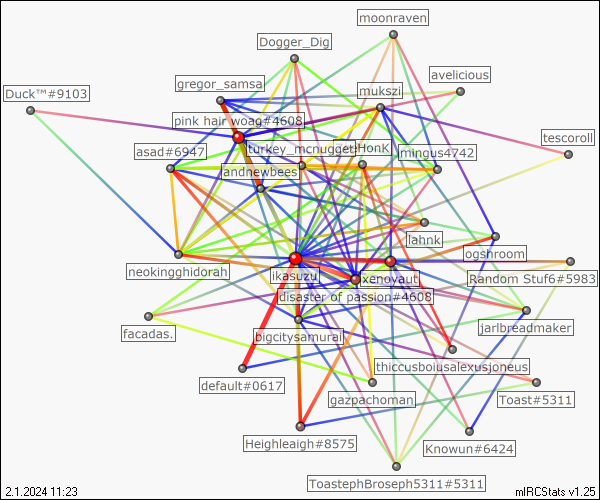 moonraven
Dogger_Dig
avelicious
gregor_samsa
mukszi
Duck™#9103
pink hair woag#4608
tescoroll
turkey_mcnuggets
HonK
asad#6947
mingus4742
andnewbees
lahnk
ogshroom
neokingghidorah
ikasuzu
xenoyaut
Random Stuf6#5983
disaster of passion#4608
facadas.
bigcitysamurai
jarlbreadmaker
thiccusboiusalexusjoneus
default#0617
gazpachoman
Toast#5311
Heighleigh#8575
Knowun#6424
ToastephBroseph5311#5311
2.1.2024 11:23
mIRCStats v1.25